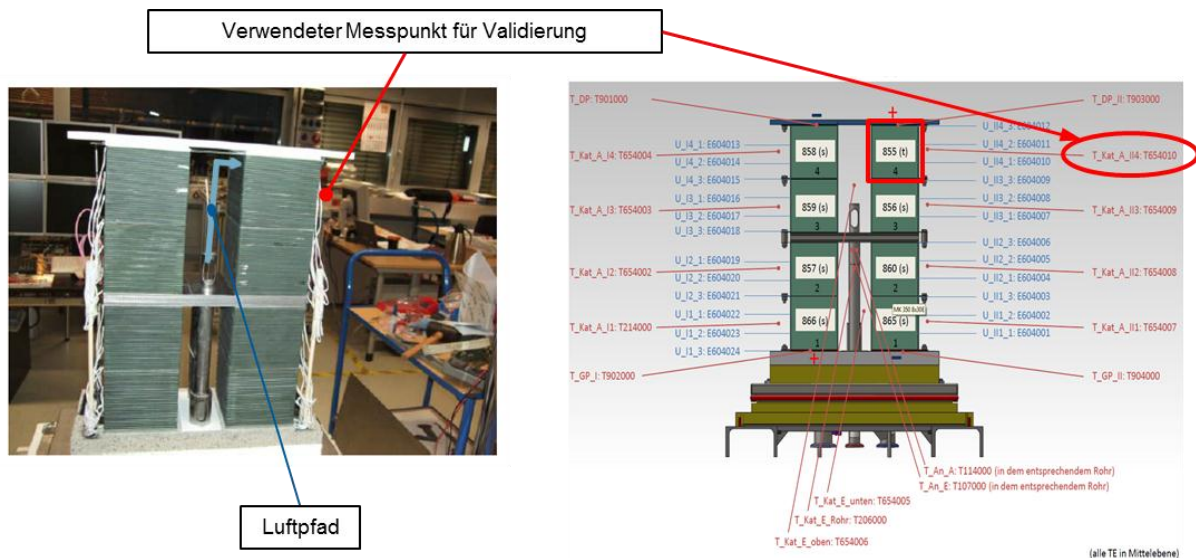 Verwendeter Messpunkt für Validierung
T_DP: T901000
T_DP_II: T903000
- +
U_II4_3: E604012
U_I4_1: E604013
858 (s)
855 (t)
U_II4_2: E604011
T_Kat_A_I4: T654004
T_Kat_A_II4: T654010
U_I4_2: E604014
4
4
U_II4_1: E604010
U_I4_3: E604015
U_II3_3: E604009
U_I3_1: E604016
859 (s)
856 (s)
U_II3_2: E604008
T_Kat_A_I3: T654003
T_Kat_A_II3: T654009
U_I3_2: E604017
3
3
U_II3_1: E604007
U_I3_3: E604018
U_II2_3: E604006
U_I2_1: E604019
857 (s)
860 (s)
U_II2_2: E604005
T_Kat_A_I2: T654002
T_Kat_A_II2: T654008
U_I2_2: E604020
2
2
U_II2_1: E604004
U_I2_3: E604021
U_II1_3: E604003
U_I1_1: E604022
866 (s)
865 (s)
U_II1_2: E604002
T_Kat_A_I1: T214000
T_Kat_A_II1: T654007
U_I1_2: E604023
U_II1_1: E604001
U_I1_3: E604024
1
1
+ -
T_GP_I: T902000
T_GP_II: T904000
T_An_A: T114000 (in dem entsprechendem Rohr)
T_An_E: T107000 (in dem entsprechendem Rohr)
T_Kat_E_unten: T654005
T_Kat_E_Rohr: T206000
T_Kat_E_oben: T654006
Luftpfad
(alle TE in Mittelebene)